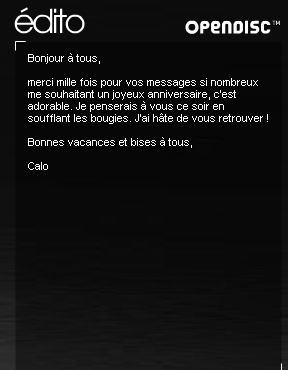 édito
OPENDISC™
Bonjour à tous,
merci mille fois pour vos messages si nombreux
me souhaitant un joyeux anniversaire, c'est
adorable. Je penserais à vous ce soir en
soufflant les bougies. J'ai hâte de vous retrouver !
Bonnes vacances et bises à tous,
Calo